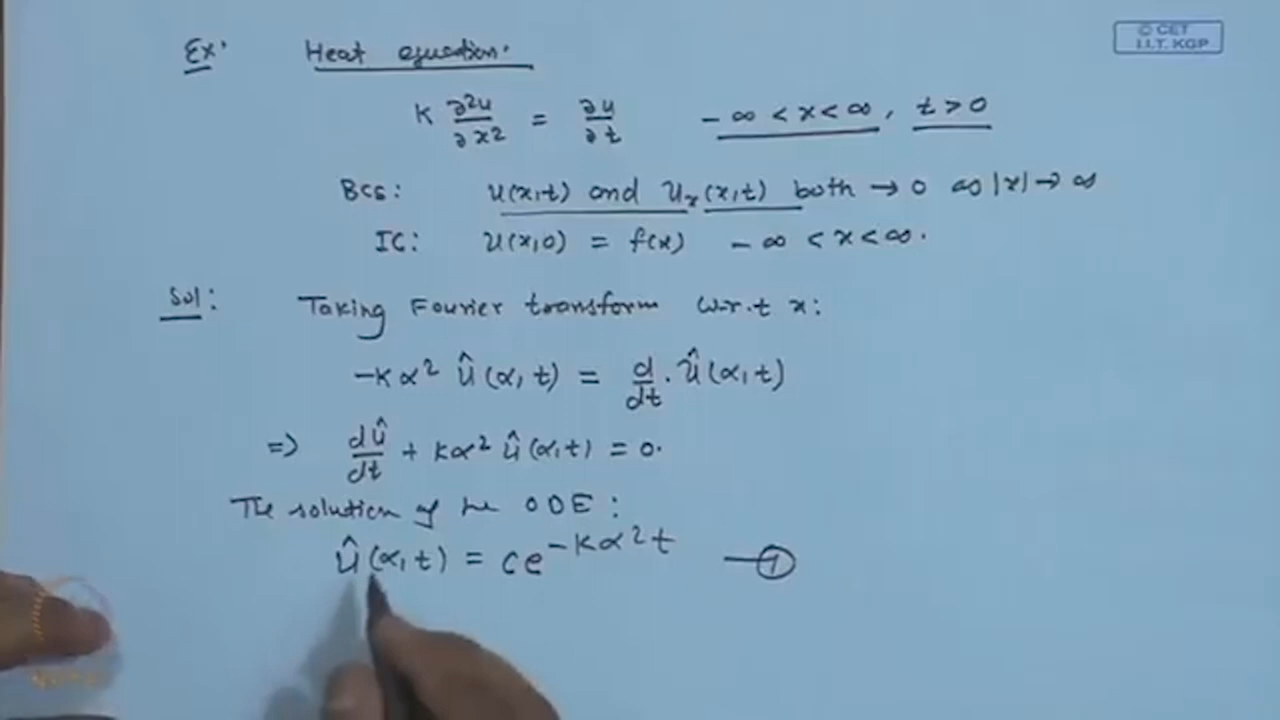 © CET
I.I.T. KGP
Ex. Heat equation.
K ∂²u/∂x² = ∂u/∂t   -∞ < x < ∞, t > 0
BCs: u(x,t) and uₓ(x,t) both → 0 as |x| → ∞
IC: u(x,0) = f(x)   -∞ < x < ∞.
Sol: Taking Fourier transform w.r.t x:
-Kα² û(α,t) = d/dt . û(α,t)
⇒ dû/dt + Kα² û(α,t) = 0.
The solution of the ODE:
û(α,t) = ce^{-Kα²t} —①